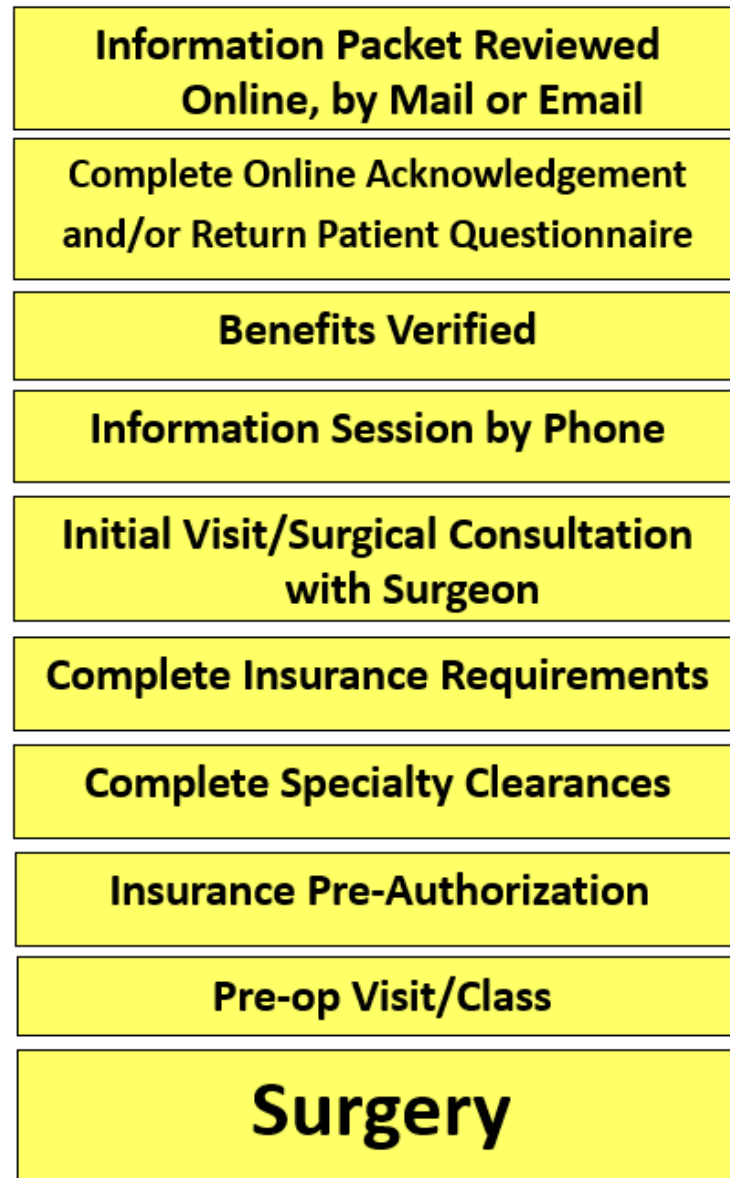 Information Packet Reviewed
Online, by Mail or Email
Complete Online Acknowledgement
and/or Return Patient Questionnaire
Benefits Verified
Information Session by Phone
Initial Visit/Surgical Consultation
with Surgeon
Complete Insurance Requirements
Complete Specialty Clearances
Insurance Pre-Authorization
Pre-op Visit/Class
Surgery